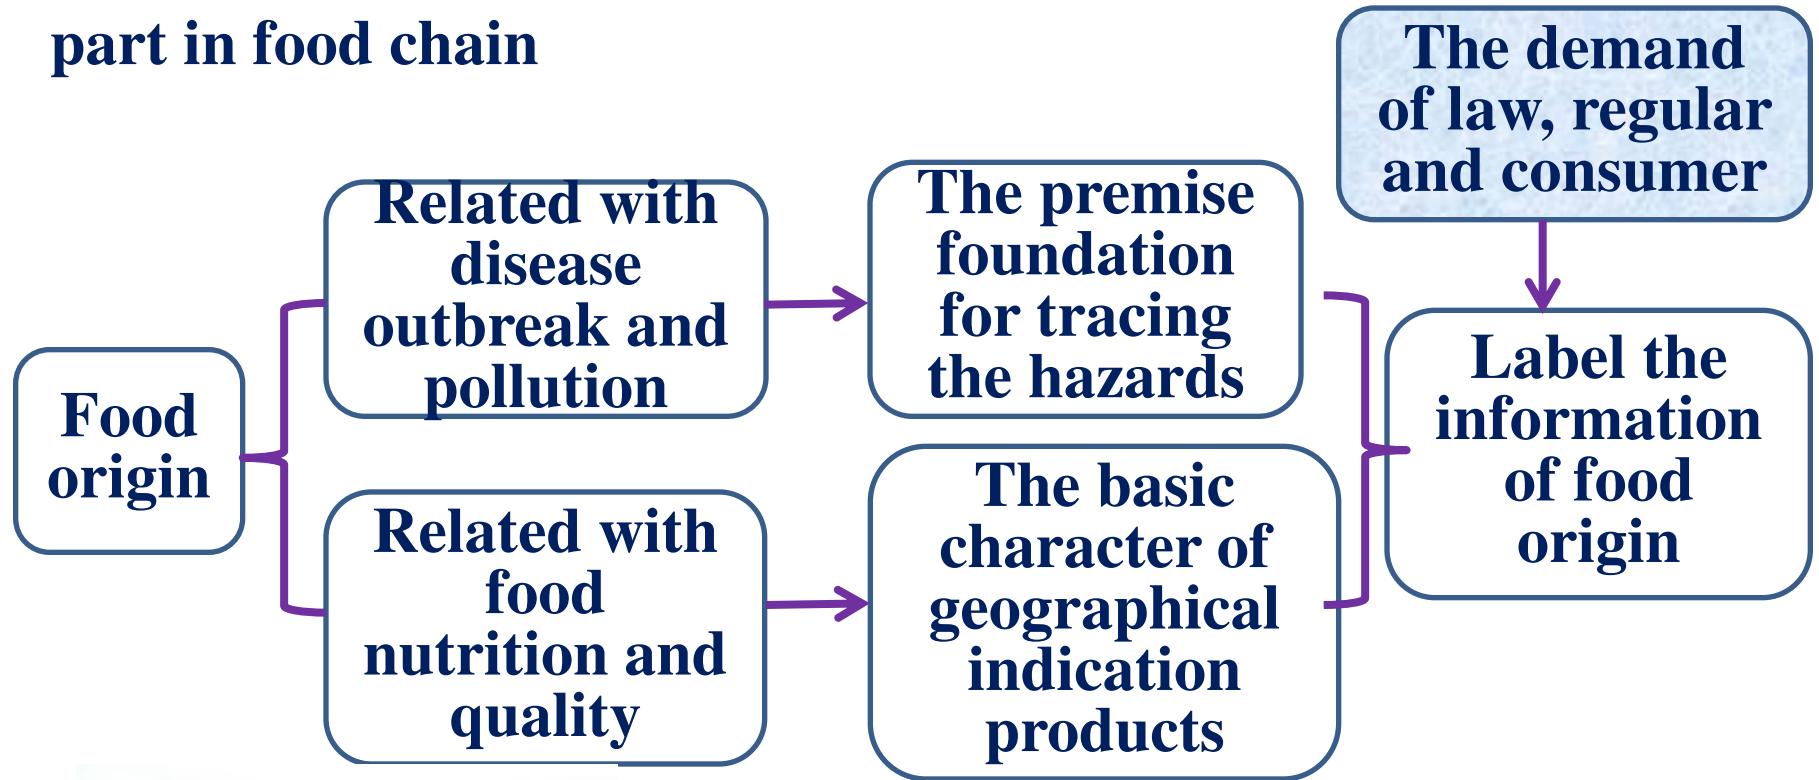 part in food chain
The demand
of law, regular
and consumer
Related with
disease
outbreak and
pollution
The premise
foundation
for tracing
the hazards
Label the
information
of food
origin
Food
origin
Related with
food
nutrition and
quality
The basic
character of
geographical
indication
products